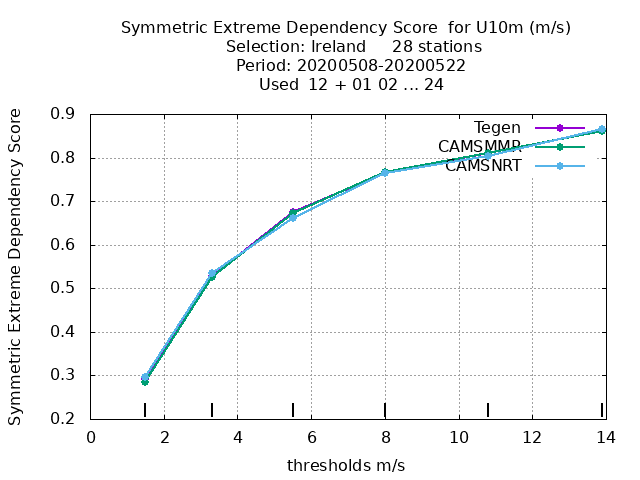 Symmetric Extreme Dependency Score  for U10m (m/s)
Selection: Ireland     28 stations
Period: 20200508-20200522
Used  12 + 01 02 ... 24
Symmetric Extreme Dependency Score
0.9
0.8
0.7
0.6
0.5
0.4
0.3
0.2
Tegen
CAMSMMR
CAMSNRT
0 2 4 6 8 10 12 14
thresholds m/s